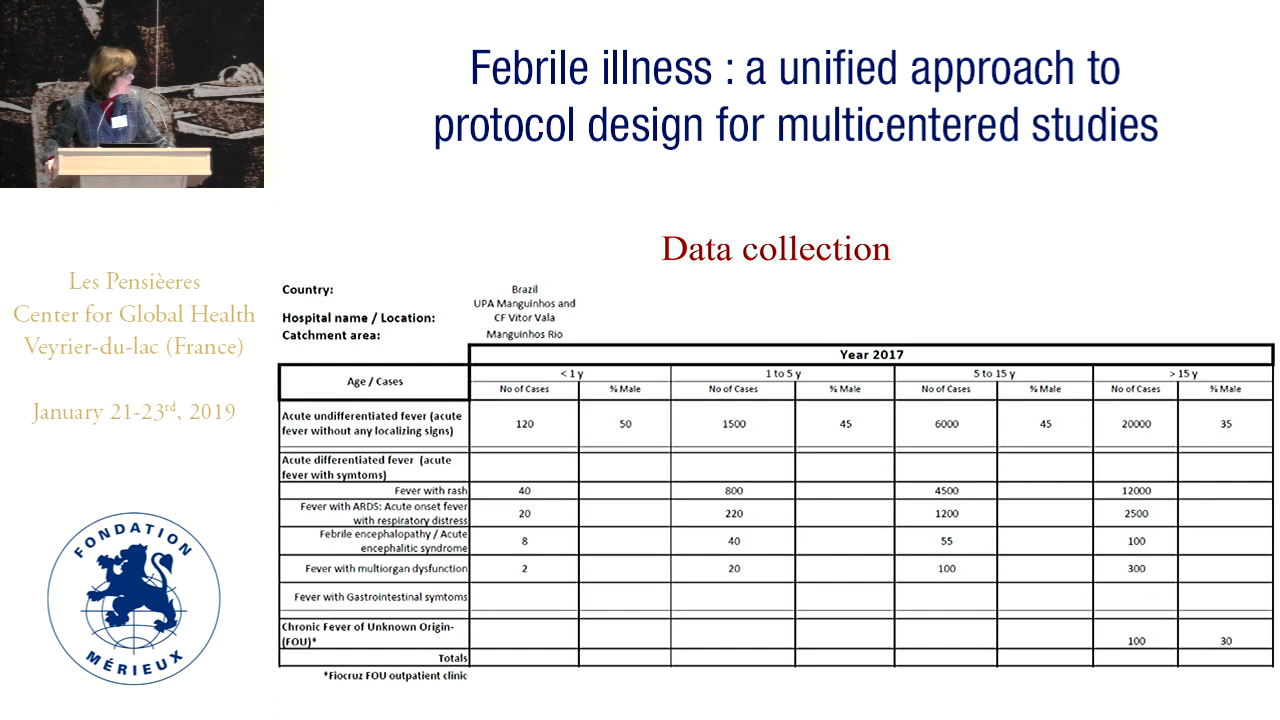 Febrile illness : a unified approach to
protocol design for multicentered studies
Les Pensièeres
Center for Global Health
Veyrier-du-lac (France)
January 21-23rd, 2019
FONDATION
MÉRIEUX
Data collection
Country: Brazil
UPA Manguinhos and
Hospital name / Location: CF Vitor Vala
Catchment area: Manguinhos Rio
Year 2017
Age / Cases < 1 y 1 to 5 y 5 to 15 y > 15 y
No of Cases % Male No of Cases % Male No of Cases % Male No of Cases % Male
Acute undifferentiated fever (acute
fever without any localizing signs) 120 50 1500 45 6000 45 20000 35
Acute differentiated fever (acute
fever with symtoms)
Fever with rash 40 800 4500 12000
Fever with ARDS: Acute onset fever
with respiratory distress 20 220 1200 2500
Febrile encephalopathy / Acute
encephalitic syndrome 8 40 55 100
Fever with multiorgan dysfunction 2 20 100 300
Fever with Gastrointestinal symtoms
Chronic Fever of Unknown Origin-
(FOU)* 100 30
Totals
*Fiocruz FOU outpatient clinic